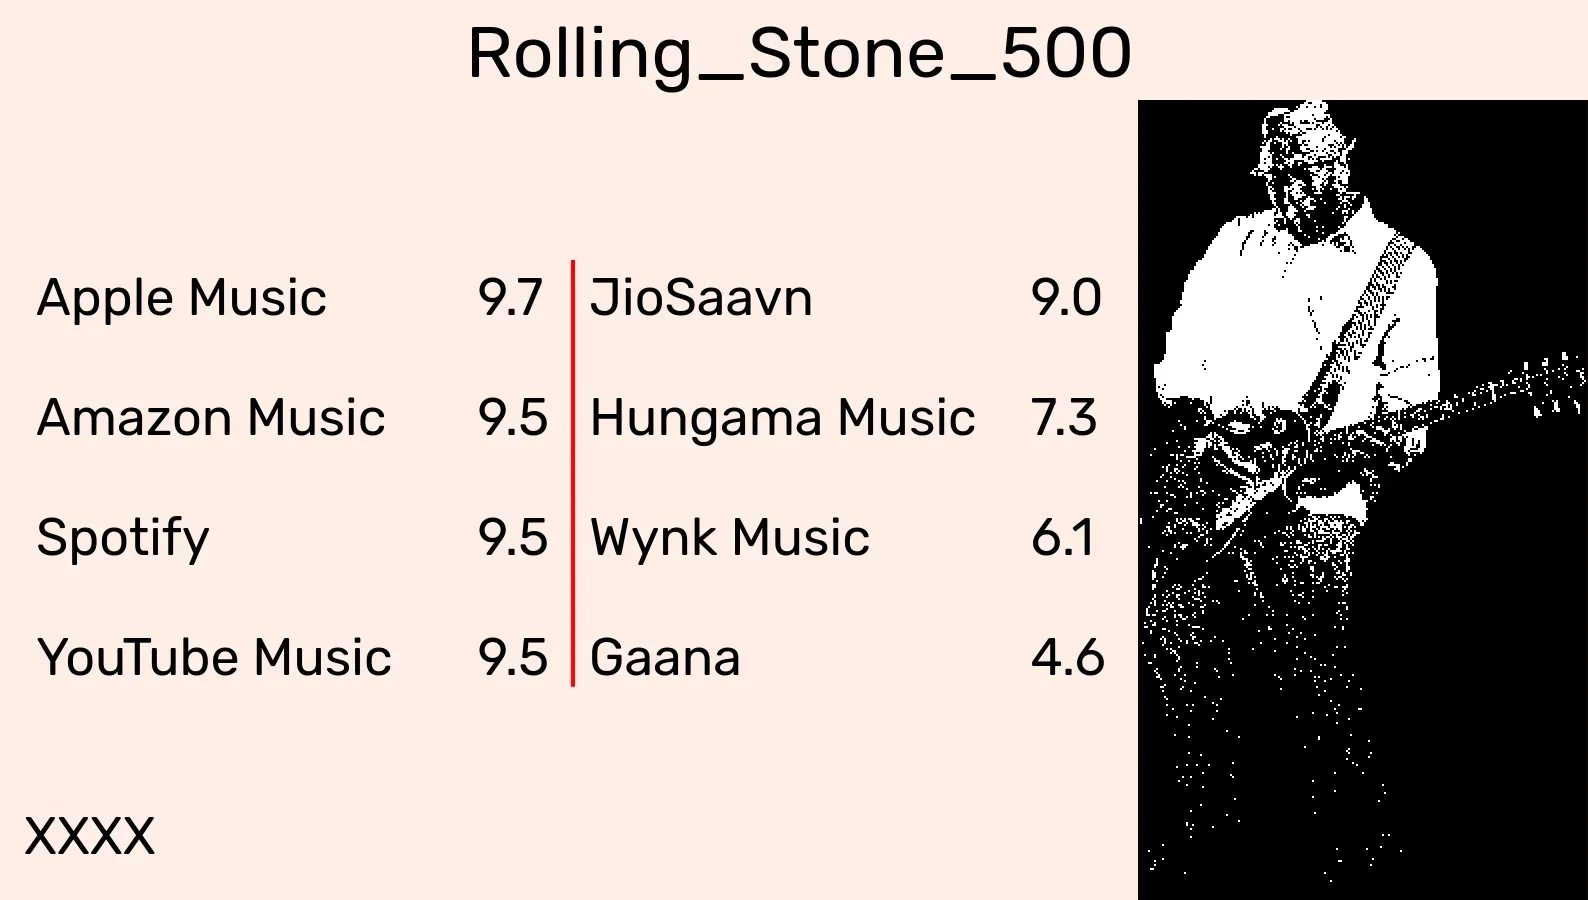 Rolling_Stone_500
Apple Music 9.7
Amazon Music 9.5
Spotify 9.5
YouTube Music 9.5
JioSaavn 9.0
Hungama Music 7.3
Wynk Music 6.1
Gaana 4.6
XXXX